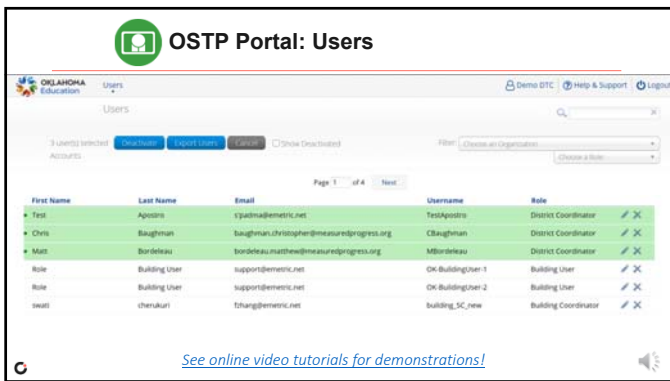 OSTP Portal: Users
OKLAHOMA
Education
Users
Demo DTC
Help & Support
Logout
Users
3 user(s) selected Deactivate Export Users Cancel Show Deactivated
Accounts
Filter: Choose an Organization
Choose a Role
Page 1 of 4 Next
First Name Last Name Email Username Role
Test Apostro s'padma@emetric.net TestApostro District Coordinator
Chris Baughman baughman.christopher@measuredprogress.org CBaughman District Coordinator
Matt Bordeleau bordeleau.matthew@measuredprogress.org MBordeleau District Coordinator
Role Building User support@emetric.net OK-BuildingUser-1 Building User
Role Building User support@emetric.net OK-BuildingUser-2 Building User
swati cherukuri fzhang@emetric.net building_SC_new Building Coordinator
See online video tutorials for demonstrations!